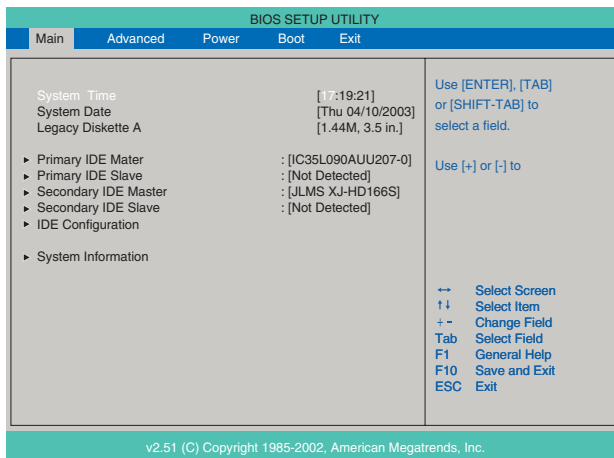 BIOS SETUP UTILITY
Main Advanced Power Boot Exit
System Time [17:19:21]
System Date [Thu 04/10/2003]
Legacy Diskette A [1.44M, 3.5 in.]
Primary IDE Mater : [IC35L090AUU207-0]
Primary IDE Slave : [Not Detected]
Secondary IDE Master : [JLMS XJ-HD166S]
Secondary IDE Slave : [Not Detected]
IDE Configuration
System Information
Use [ENTER], [TAB]
or [SHIFT-TAB] to
select a field.
Use [+] or [-] to
↔ Select Screen
↑↓ Select Item
+ - Change Field
Tab Select Field
F1 General Help
F10 Save and Exit
ESC Exit
v2.51 (C) Copyright 1985-2002, American Megatrends, Inc.